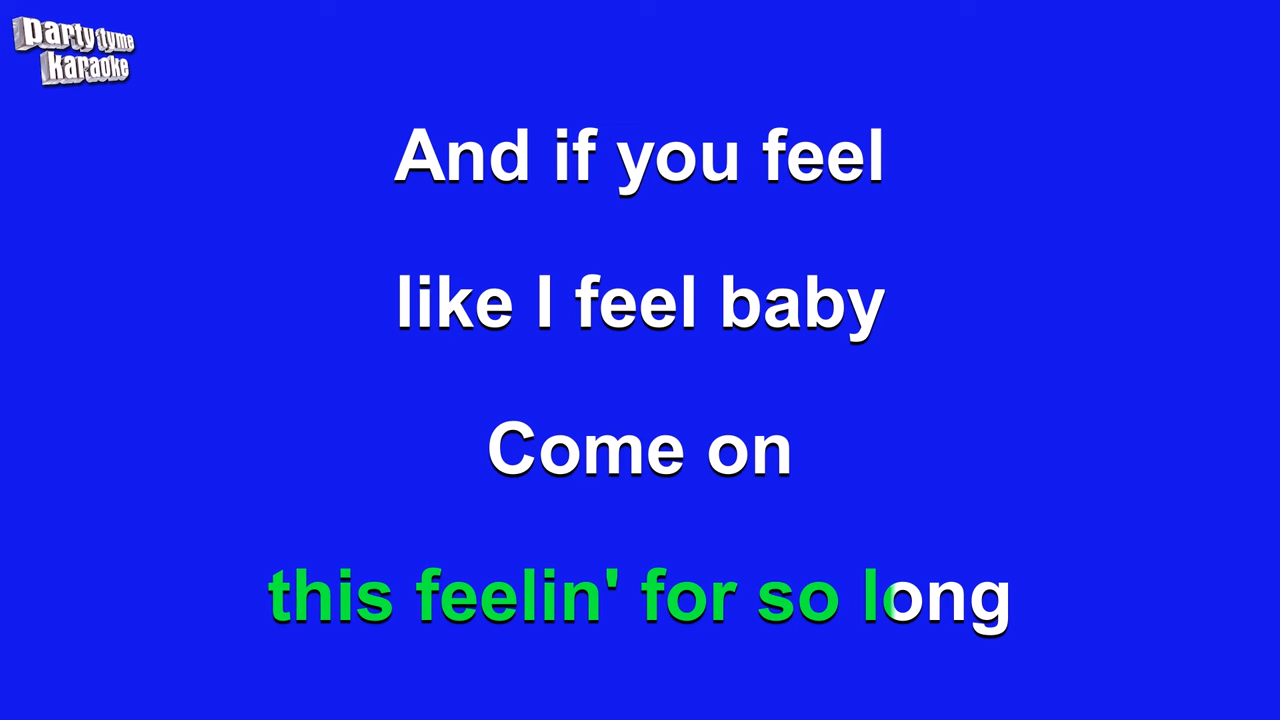 party tyme
karaoke
And if you feel
like I feel baby
Come on
this feelin' for so long